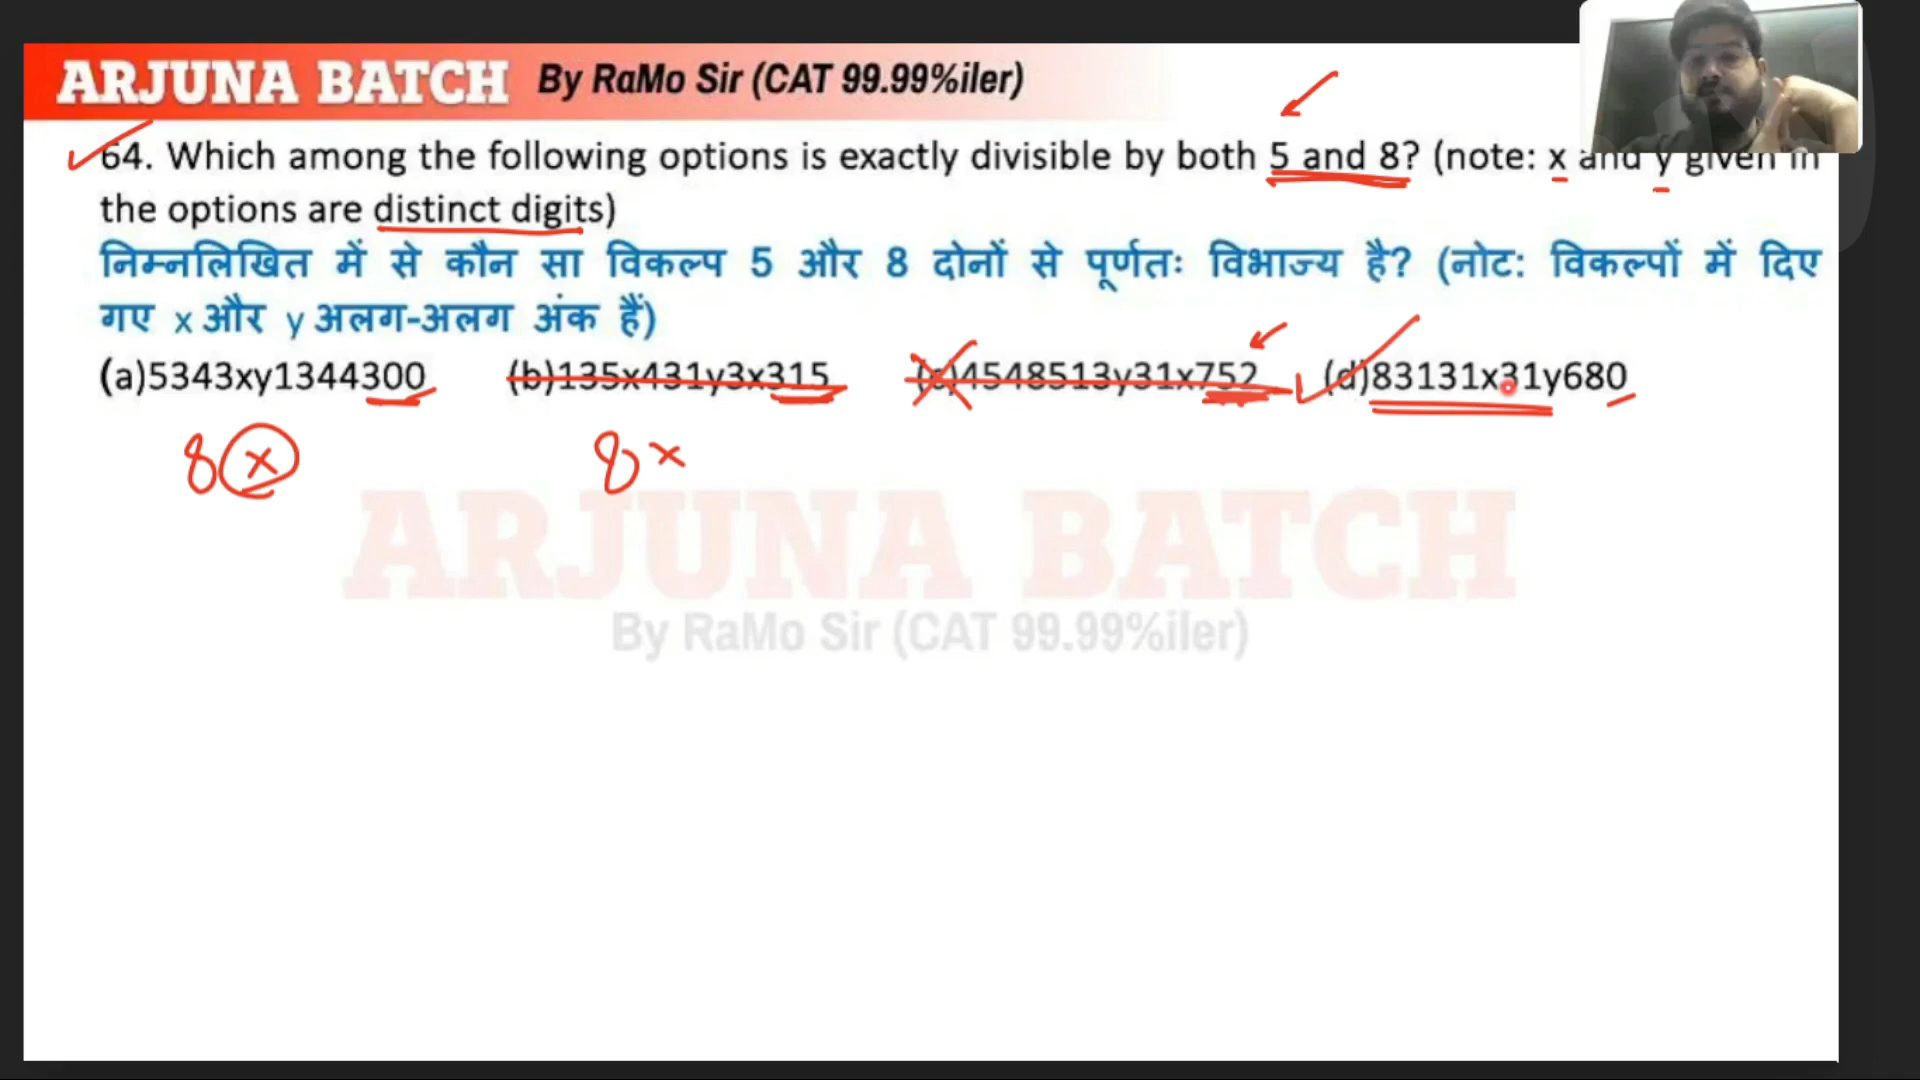 ARJUNA BATCH By RaMo Sir (CAT 99.99%iler)
64. Which among the following options is exactly divisible by both 5 and 8? (note: x and y given in
the options are distinct digits)
निम्नलिखित में से कौन सा विकल्प 5 और 8 दोनों से पूर्णतः विभाज्य है? (नोट: विकल्पों में दिए
गए x और y अलग-अलग अंक हैं)
(a)5343xy1344300 (b)135x431y3x315 (c)4548513y31x752 (d)83131x31y680
8 x 8 x
ARJUNA BATCH
By RaMo Sir (CAT 99.99%iler)